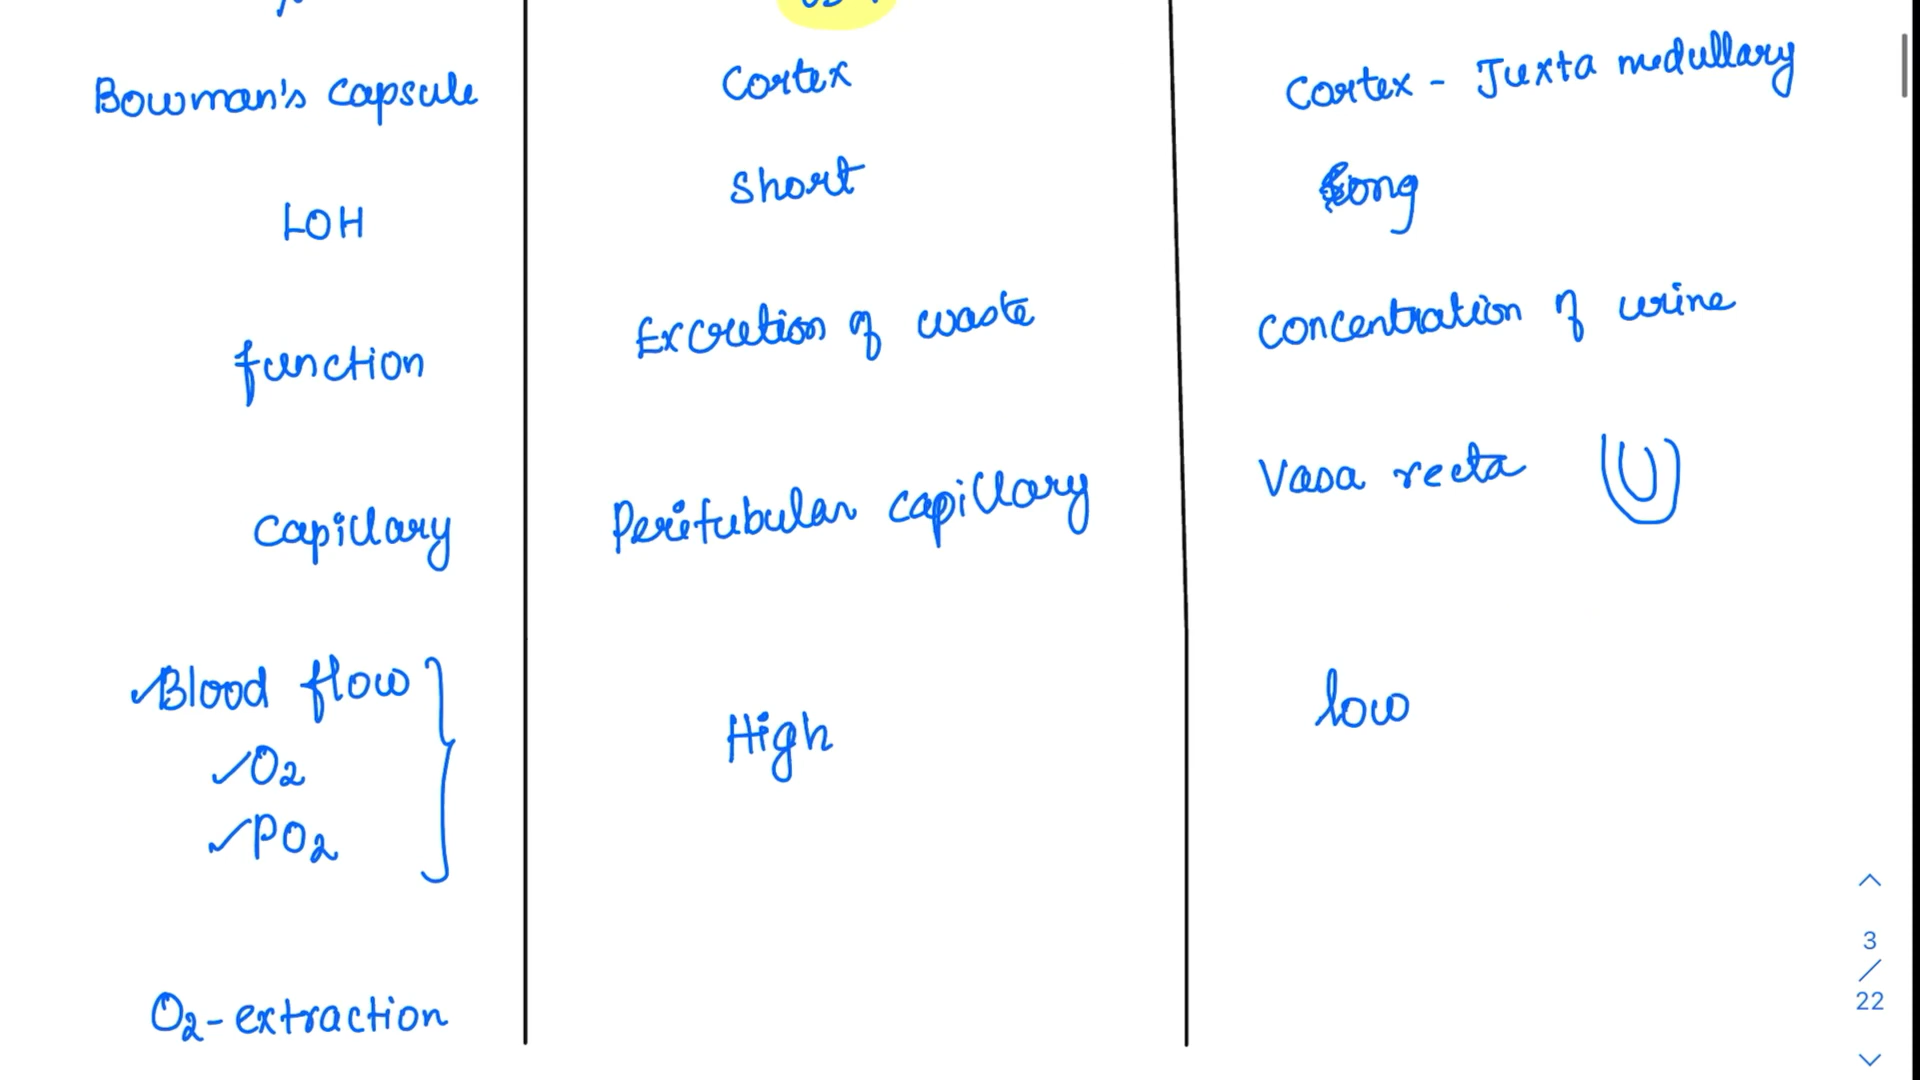 Bowman's capsule Cortex Cortex - Juxta medullary
LOH Short Long
function Excretion of waste Concentration of urine
Capillary Peritubular capillary Vasa recta
Blood flow High low
O2
PO2
O2-extraction
3
/
22